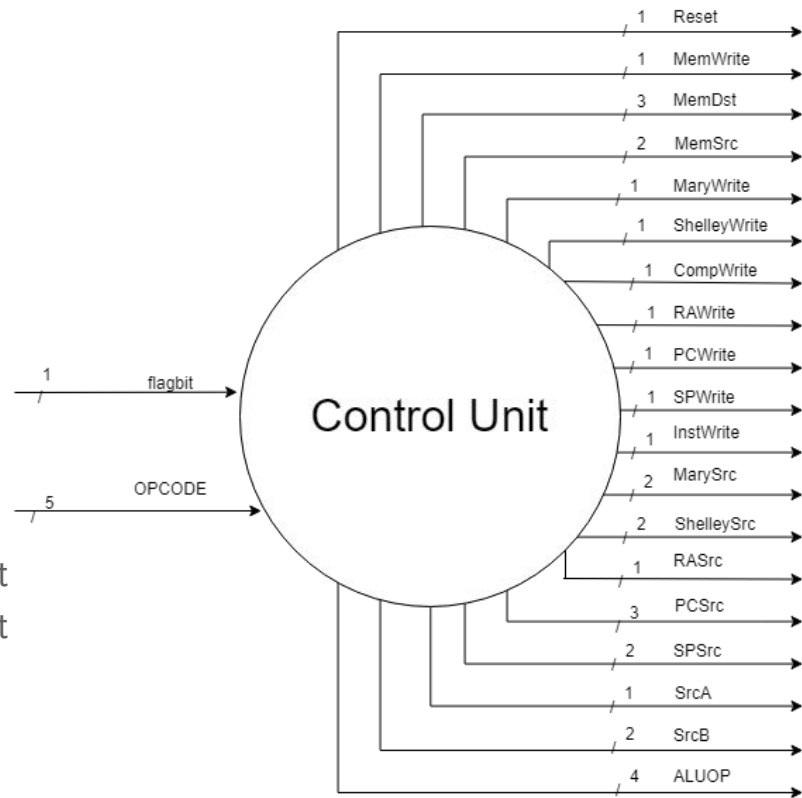 1 Reset
1 MemWrite
3 MemDst
2 MemSrc
1 MaryWrite
1 ShelleyWrite
1 CompWrite
1 RAWrite
1 PCWrite
1 SPWrite
1 InstWrite
2 MarySrc
2 ShelleySrc
1 RASrc
3 PCSrc
2 SPSrc
1 SrcA
2 SrcB
4 ALUOP
1 flagbit
5 OPCODE
Control Unit
t
t